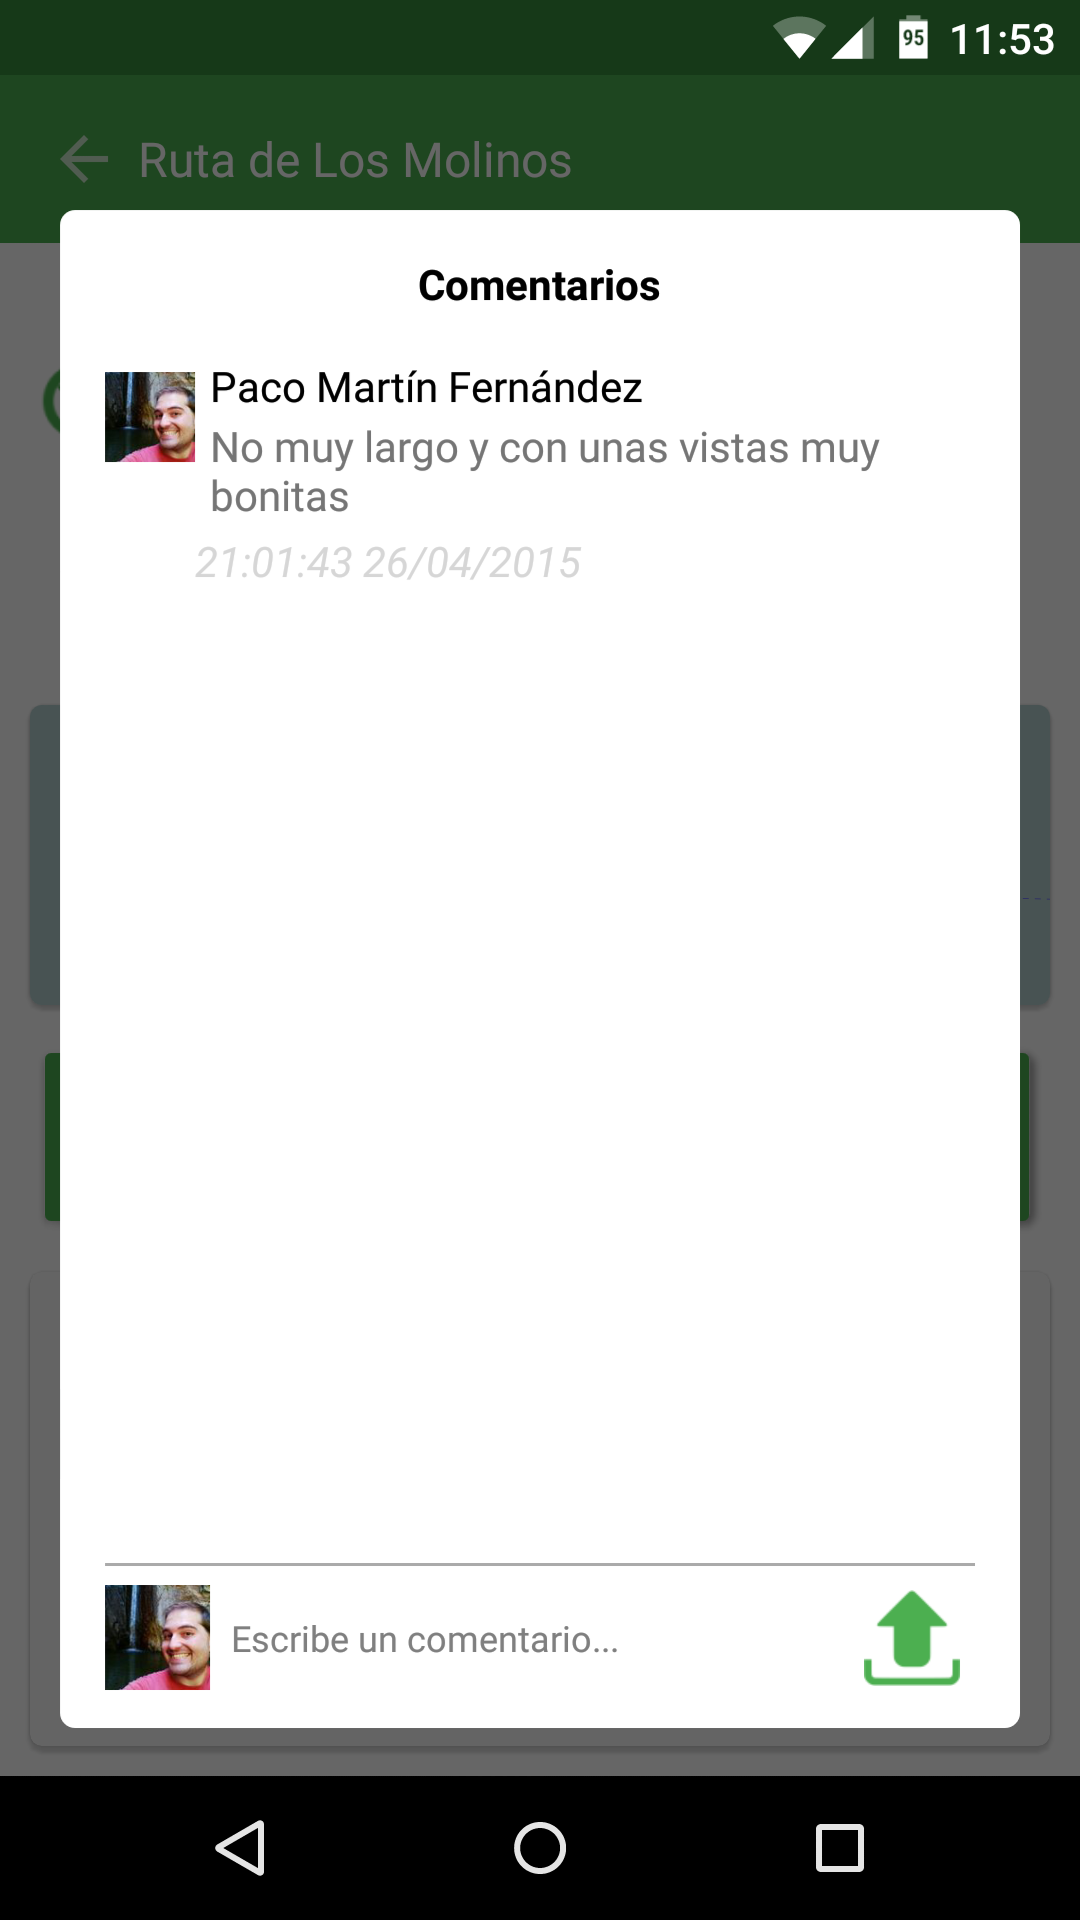 95 11:53
Ruta de Los Molinos
Comentarios
Paco Martín Fernández
No muy largo y con unas vistas muy
bonitas
21:01:43 26/04/2015
Escribe un comentario...